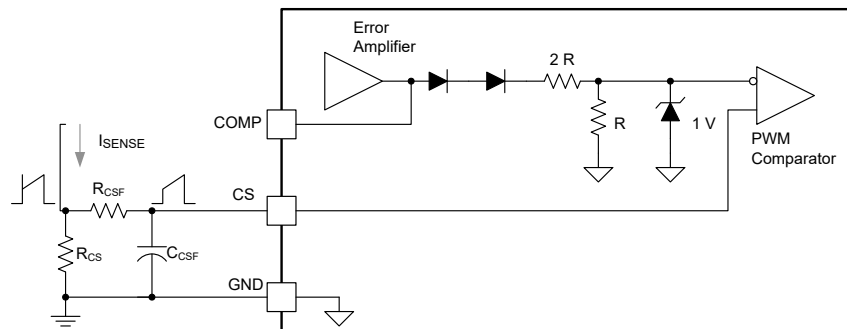 Error
Amplifier
2 R
COMP
R
1 V
PWM
Comparator
ISENSE
RCSF
CS
RCS
CCSF
GND